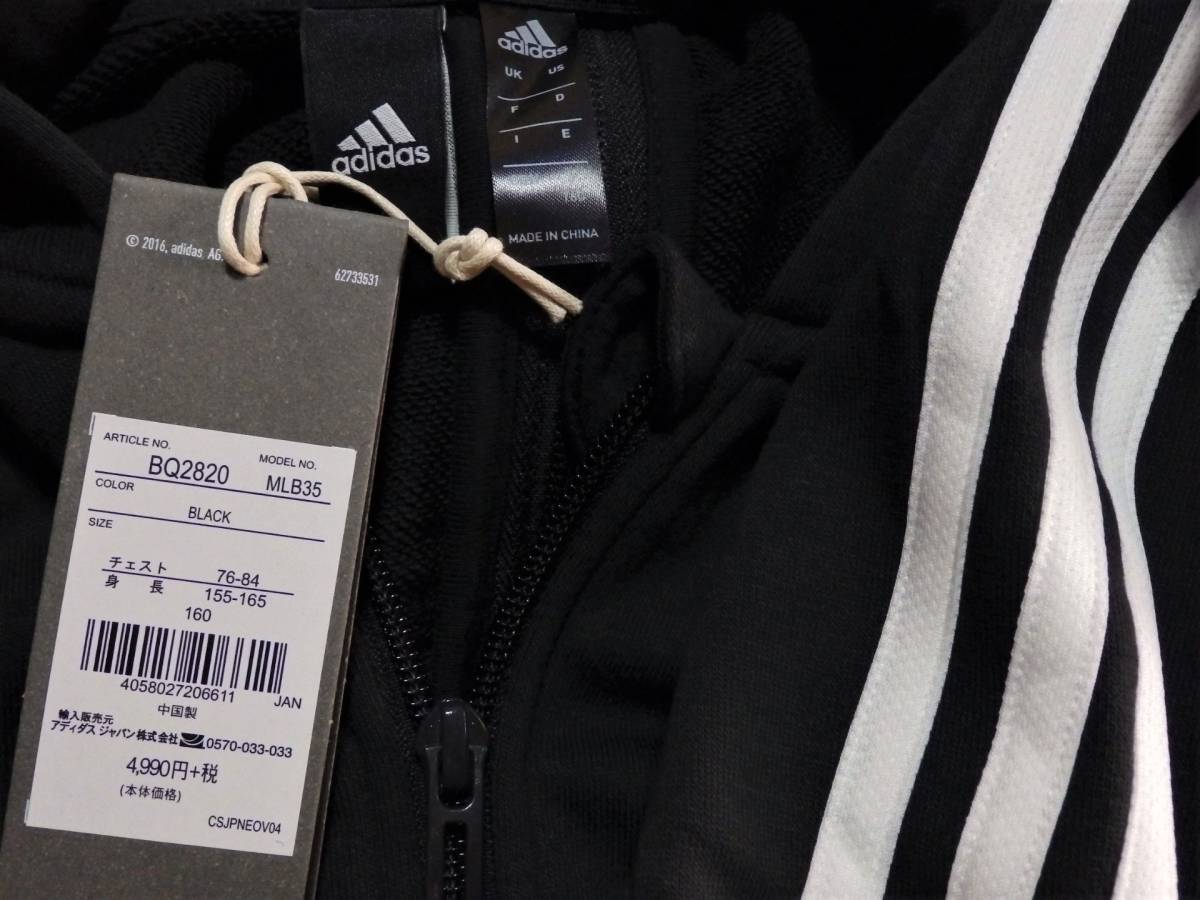 adidas
adidas
UK US
F D
I E
MADE IN CHINA
© 2016, adidas AG.
62733531
ARTICLE NO. MODEL NO.
BQ2820 MLB35
COLOR
BLACK
SIZE
チェスト 76-84
身 長 155-165
160
4058027206611 JAN
中国製
輸入販売元
アディダス ジャパン株式会社 0570-033-033
4,990円+税
(本体価格)
CSJPNEOV04